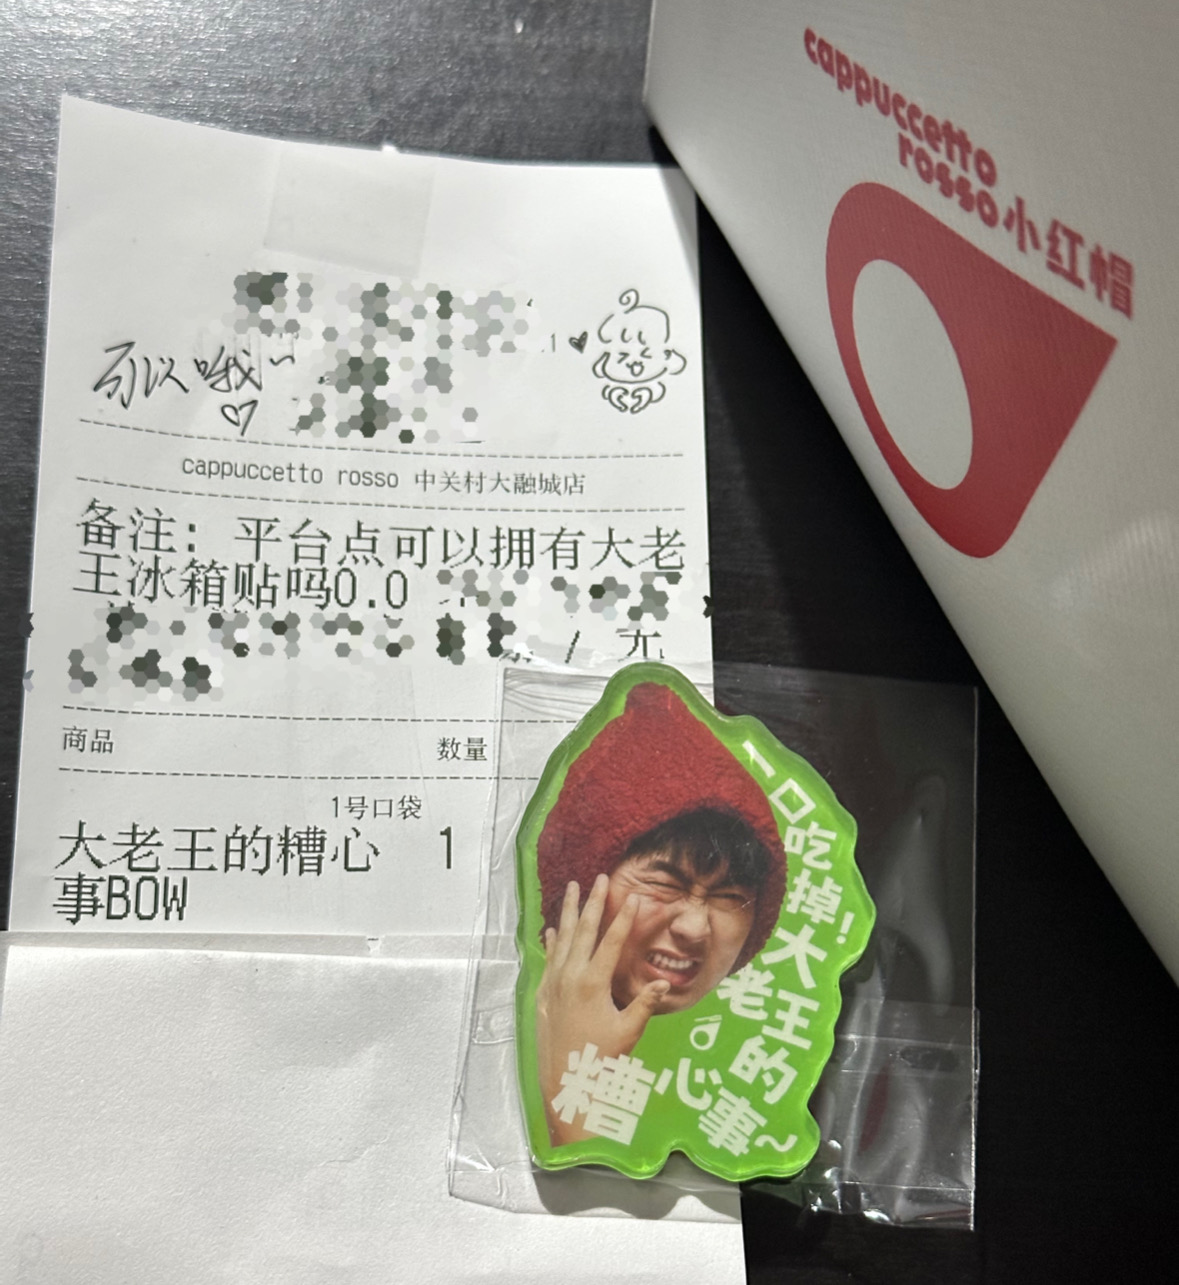 cappuccetto
rosso小红帽
可以哦~
cappuccetto rosso 中关村大融城店
备注: 平台点可以拥有大老
王冰箱贴吗0.0
商品 数量
1号口袋
大老王的糟心 1
事BOW
一口吃掉!
大老王的
糟心事~